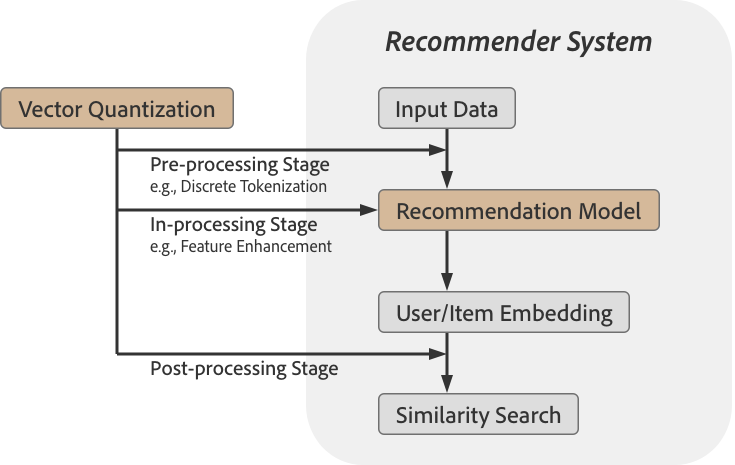 Recommender System
Vector Quantization
Input Data
Pre-processing Stage
e.g., Discrete Tokenization
In-processing Stage
e.g., Feature Enhancement
Recommendation Model
User/Item Embedding
Post-processing Stage
Similarity Search